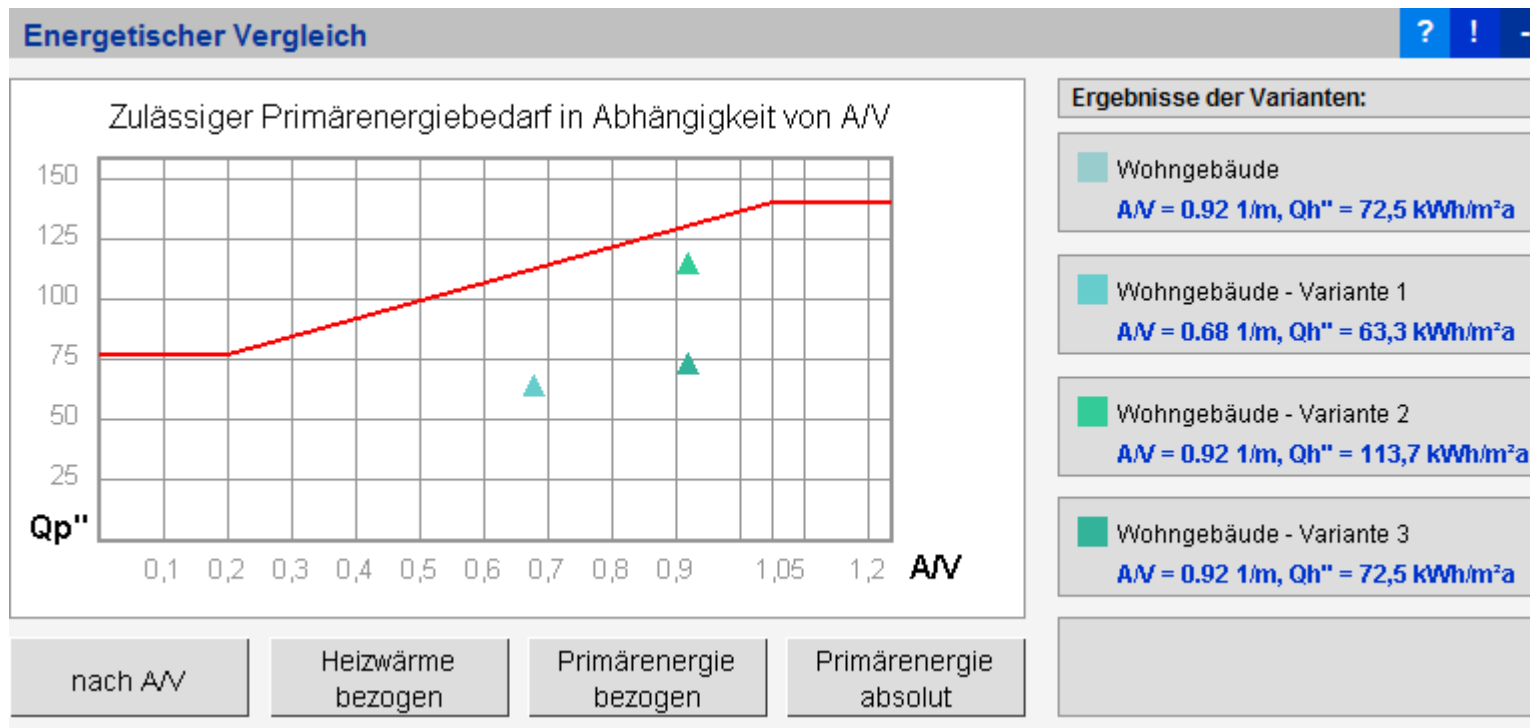 Energetischer Vergleich
? ! -
Zulässiger Primärenergiebedarf in Abhängigkeit von A/V
150
125
100
75
50
25
Qp"
0,1 0,2 0,3 0,4 0,5 0,6 0,7 0,8 0,9 1,05 1,2 A/V
nach A/V
Heizwärme
bezogen
Primärenergie
bezogen
Primärenergie
absolut
Ergebnisse der Varianten:
Wohngebäude
A/V = 0.92 1/m, Qh" = 72,5 kWh/m²a
Wohngebäude - Variante 1
A/V = 0.68 1/m, Qh" = 63,3 kWh/m²a
Wohngebäude - Variante 2
A/V = 0.92 1/m, Qh" = 113,7 kWh/m²a
Wohngebäude - Variante 3
A/V = 0.92 1/m, Qh" = 72,5 kWh/m²a